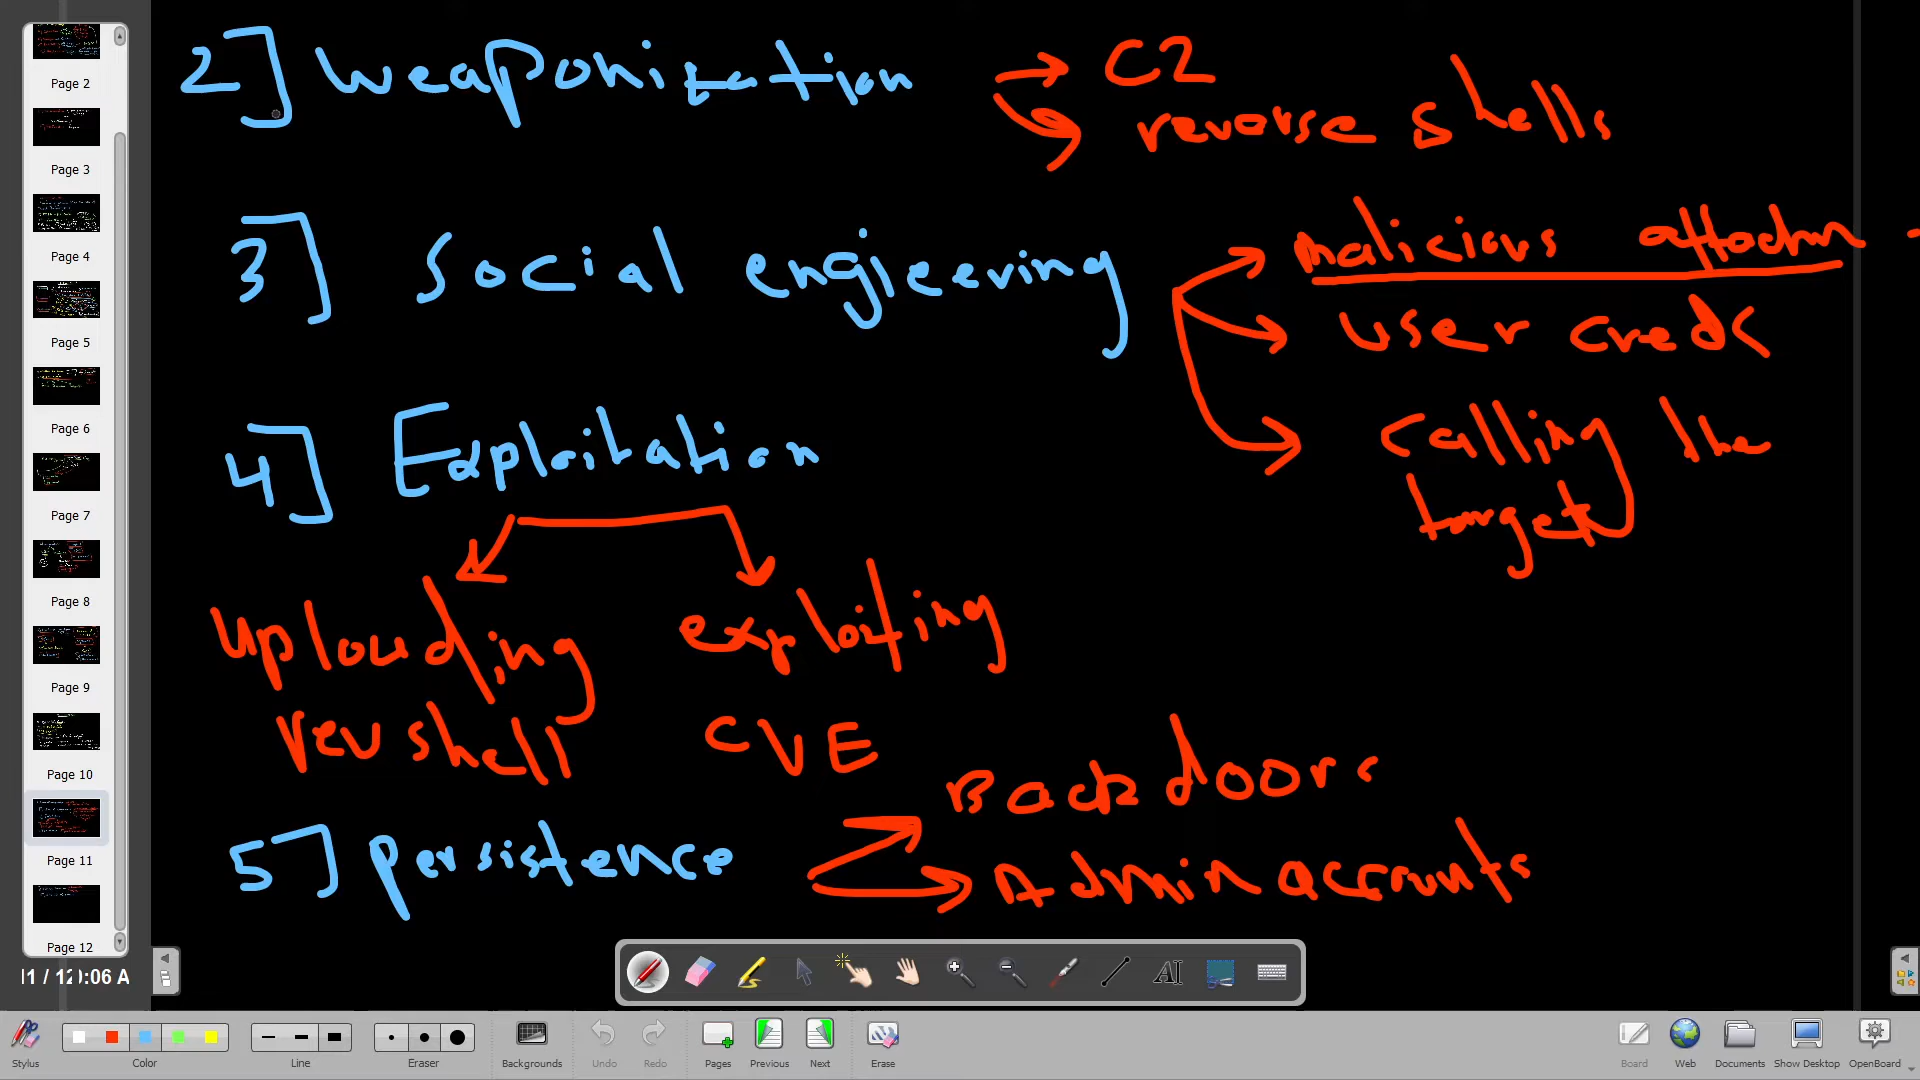 2] Weaponization → C2
reverse shells
3] Social engieering
malicious attachm
user creds
calling the
target
4] Exploitation
uplouding
rev shell
exploiting
CVE
5] persistence
Backdoors
Admin accounts
Page 2
Page 3
Page 4
Page 5
Page 6
Page 7
Page 8
Page 9
Page 10
Page 11
Page 12
Stylus
Color
Line
Eraser
Backgrounds
Undo
Redo
Pages
Previous
Next
Erase
Board
Web
Documents
Show Desktop
OpenBoard